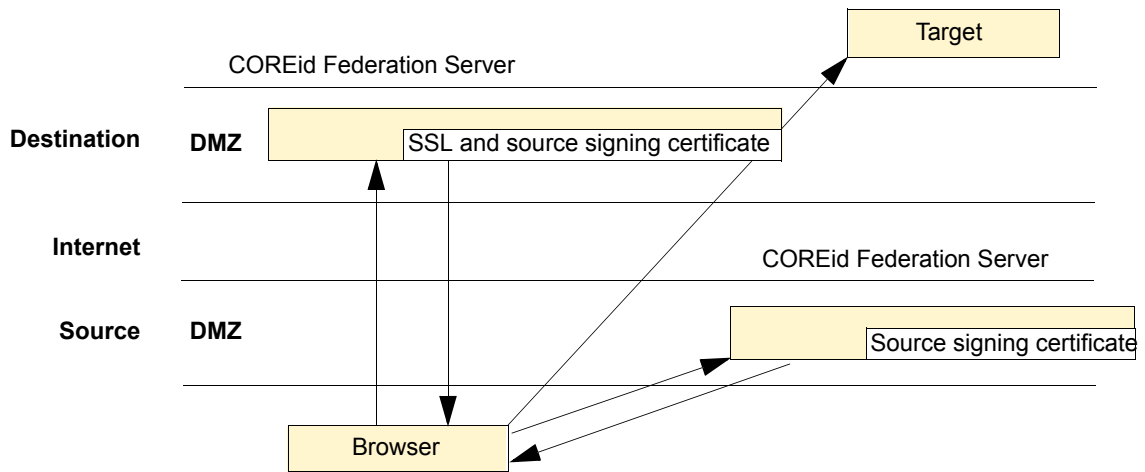 Target
COREid Federation Server
Destination
DMZ
SSL and source signing certificate
Internet
COREid Federation Server
Source
DMZ
Source signing certificate
Browser